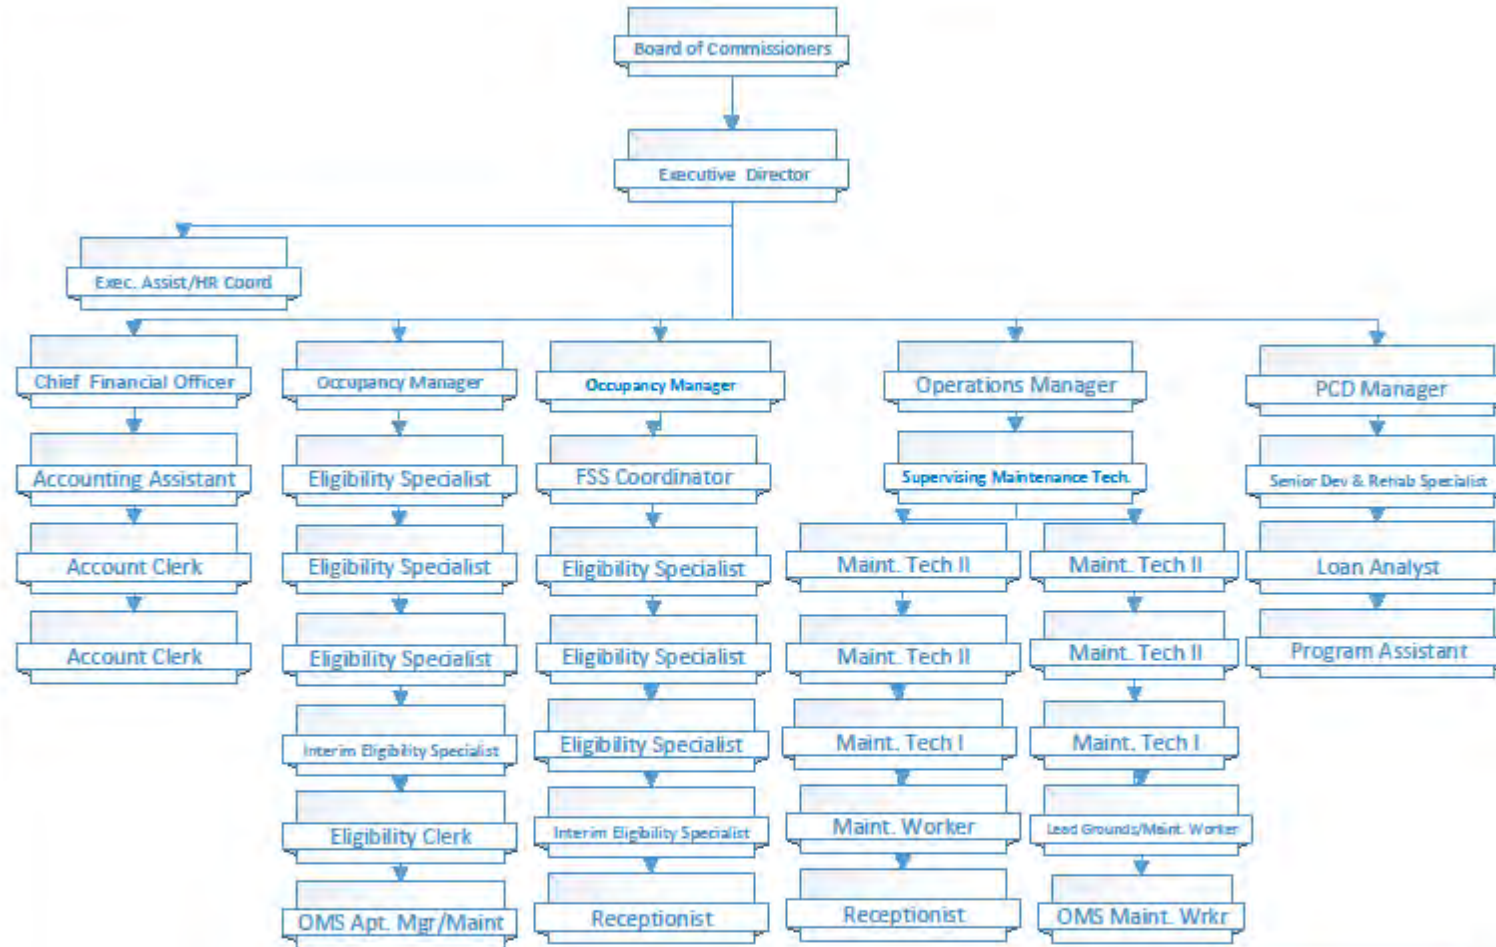 Board of Commissioners
Executive Director
Exec. Assist/HR Coord
Chief Financial Officer
Occupancy Manager
Occupancy Manager
Operations Manager
PCD Manager
Accounting Assistant
Eligibility Specialist
FSS Coordinator
Supervising Maintenance Tech.
Senior Dev & Rehab Specialist
Account Clerk
Eligibility Specialist
Eligibility Specialist
Maint. Tech II
Maint. Tech II
Loan Analyst
Account Clerk
Eligibility Specialist
Eligibility Specialist
Maint. Tech II
Maint. Tech II
Program Assistant
Interim Eligibility Specialist
Eligibility Specialist
Maint. Tech I
Maint. Tech I
Eligibility Clerk
Interim Eligibility Specialist
Maint. Worker
Lead Grounds/Maint. Worker
OMS Apt. Mgr/Maint
Receptionist
Receptionist
OMS Maint. Wrkr